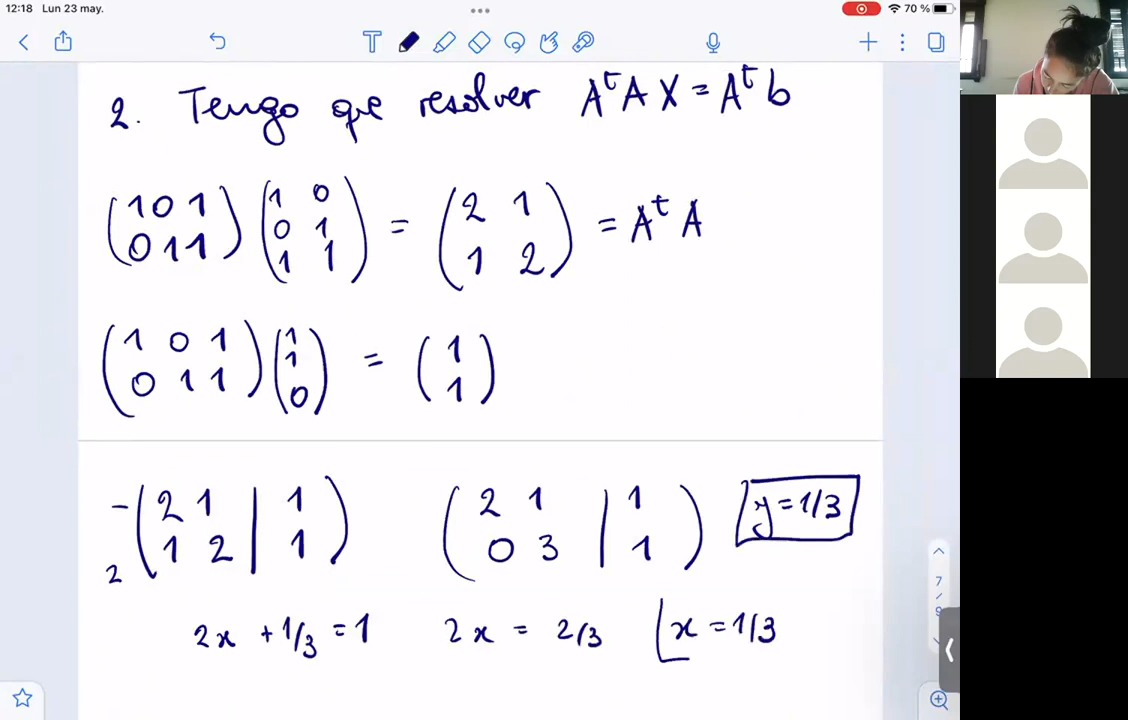 12:18 Lun 23 may.
70 %
2. Tengo que resolver AᵗA X = Aᵗb
(1 0 1 / 0 1 1) (1 0 / 0 1 / 1 1) = (2 1 / 1 2) = AᵗA
(1 0 1 / 0 1 1) (1 / 1 / 0) = (1 / 1)
- 2 (2 1 | 1 / 1 2 | 1) (2 1 | 1 / 0 3 | 1) y = 1/3
2x + 1/3 = 1 2x = 2/3 x = 1/3
7/9